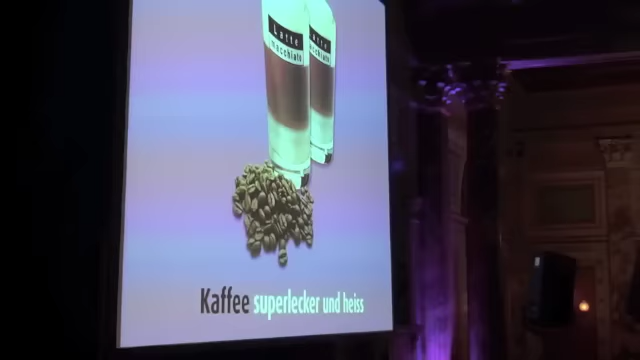 Latte
macchiato
Latte
macchiato
Kaffee superlecker und heiss